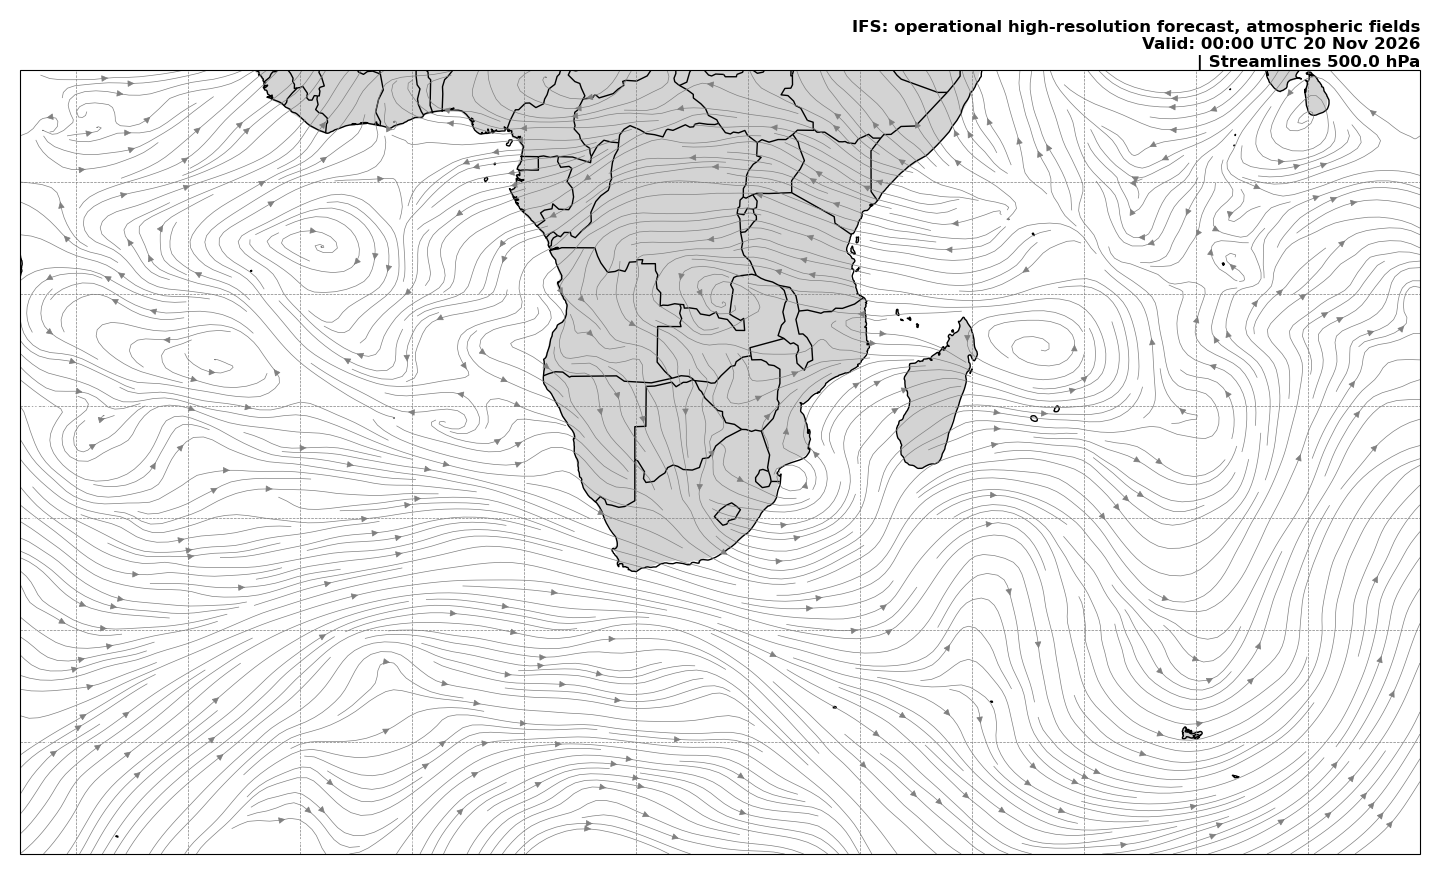 IFS: operational high-resolution forecast, atmospheric fields
Valid: 00:00 UTC 20 Nov 2026
| Streamlines 500.0 hPa